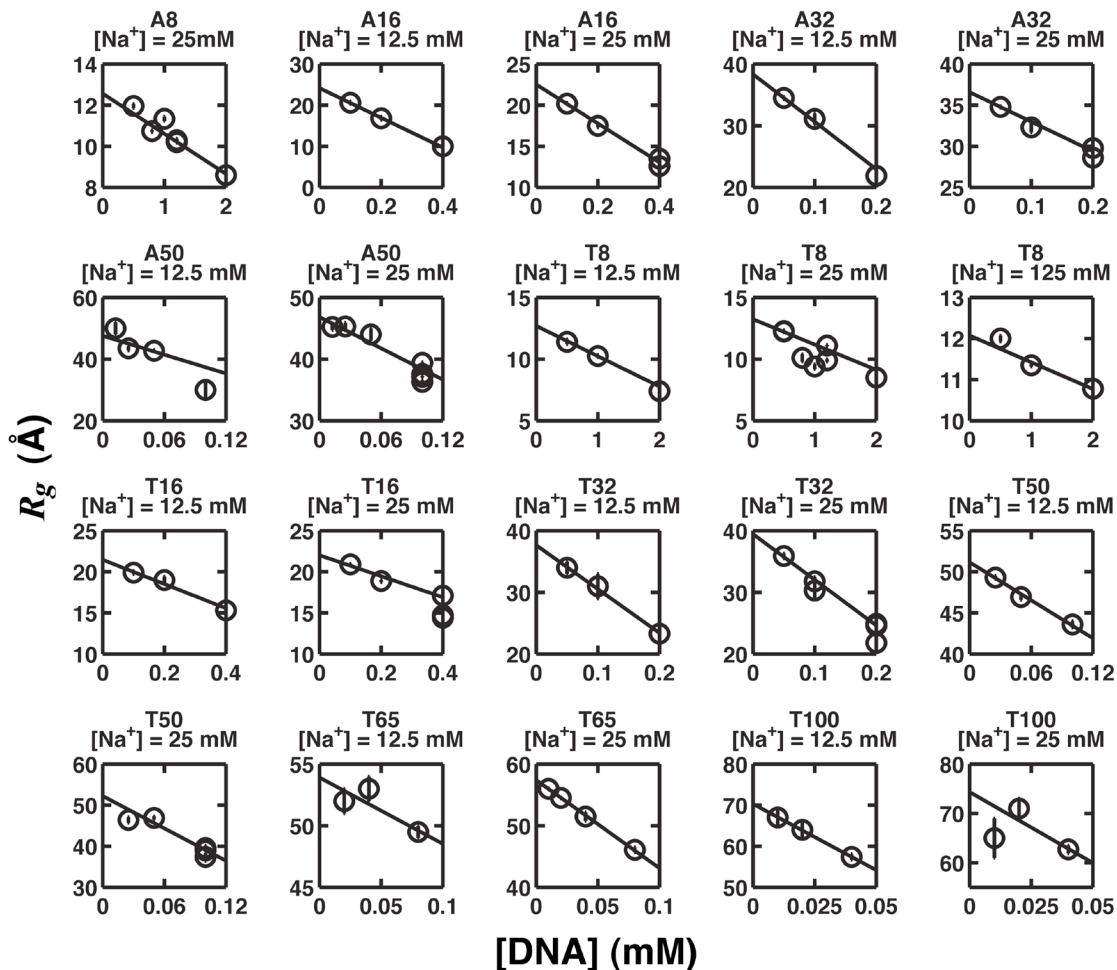 A8 A16 A16 A32 A32
[Na+] = 25mM [Na+] = 12.5 mM [Na+] = 25 mM [Na+] = 12.5 mM [Na+] = 25 mM
14 30 25 40 40
12 20 20 35
10 10 15 30 30
8 0 10 20 25
0 1 2 0 0.2 0.4 0 0.2 0.4 0 0.1 0.2 0 0.1 0.2
A50 A50 T8 T8 T8
[Na+] = 12.5 mM [Na+] = 25 mM [Na+] = 12.5 mM [Na+] = 25 mM [Na+] = 125 mM
60 50 15 15 13
40 40 10 10 12
11
20 30 5 5 10
0 0.06 0.12 0 0.06 0.12 0 1 2 0 1 2 0 1 2
Rg (Å)
T16 T16 T32 T32 T50
[Na+] = 12.5 mM [Na+] = 25 mM [Na+] = 12.5 mM [Na+] = 25 mM [Na+] = 12.5 mM
25 25 40 40 55
20 20 30 30 50
15 15 45
10 10 20 20 40
0 0.2 0.4 0 0.2 0.4 0 0.1 0.2 0 0.1 0.2 0 0.06 0.12
T50 T65 T65 T100 T100
[Na+] = 25 mM [Na+] = 12.5 mM [Na+] = 25 mM [Na+] = 12.5 mM [Na+] = 25 mM
60 55 60 80 80
50 50 50 70 70
40 60 60
30 45 40 50
0 0.06 0.12 0 0.05 0.1 0 0.05 0.1 0 0.025 0.05 0 0.025 0.05
[DNA] (mM)